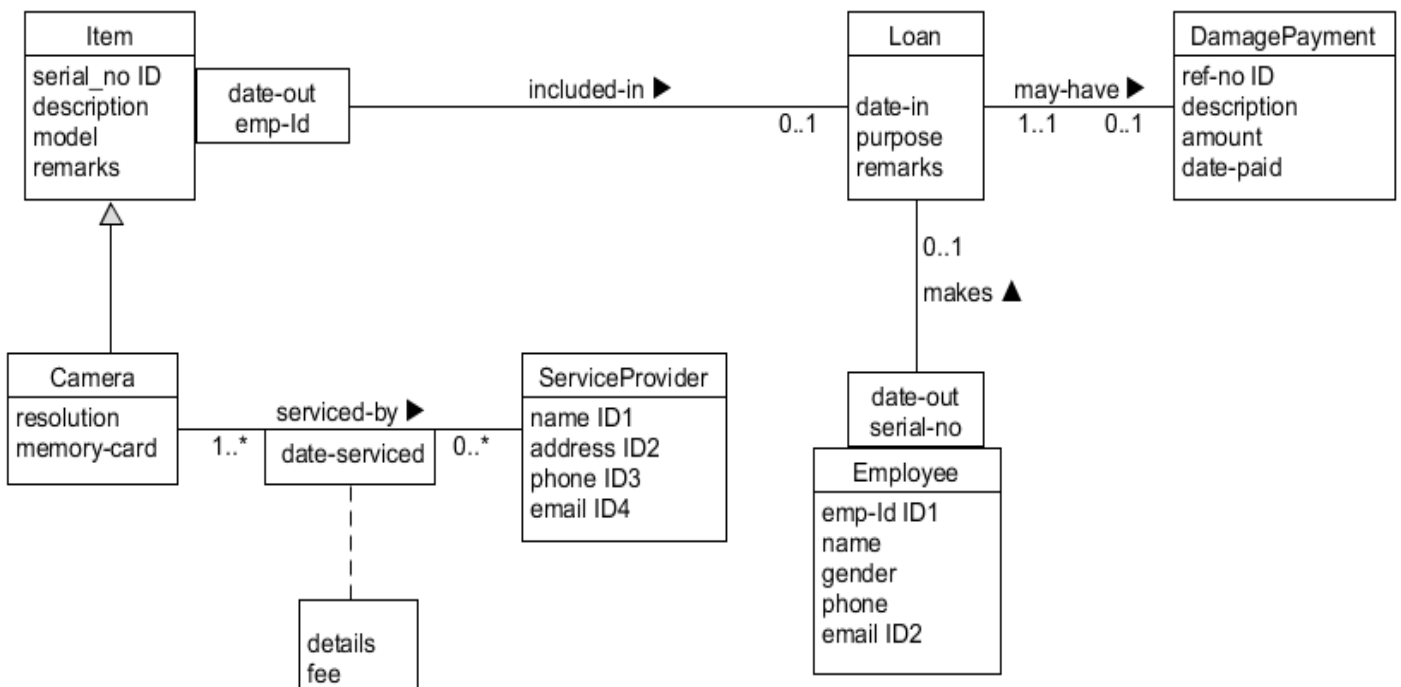 Item
serial_no ID
description
model
remarks
date-out
emp-Id
included-in ▶
0..1
Loan
date-in
purpose
remarks
may-have ▶
1..1
0..1
DamagePayment
ref-no ID
description
amount
date-paid
0..1
makes ▲
Camera
resolution
memory-card
serviced-by ▶
1..*
date-serviced
0..*
ServiceProvider
name ID1
address ID2
phone ID3
email ID4
date-out
serial-no
Employee
emp-Id ID1
name
gender
phone
email ID2
details
fee